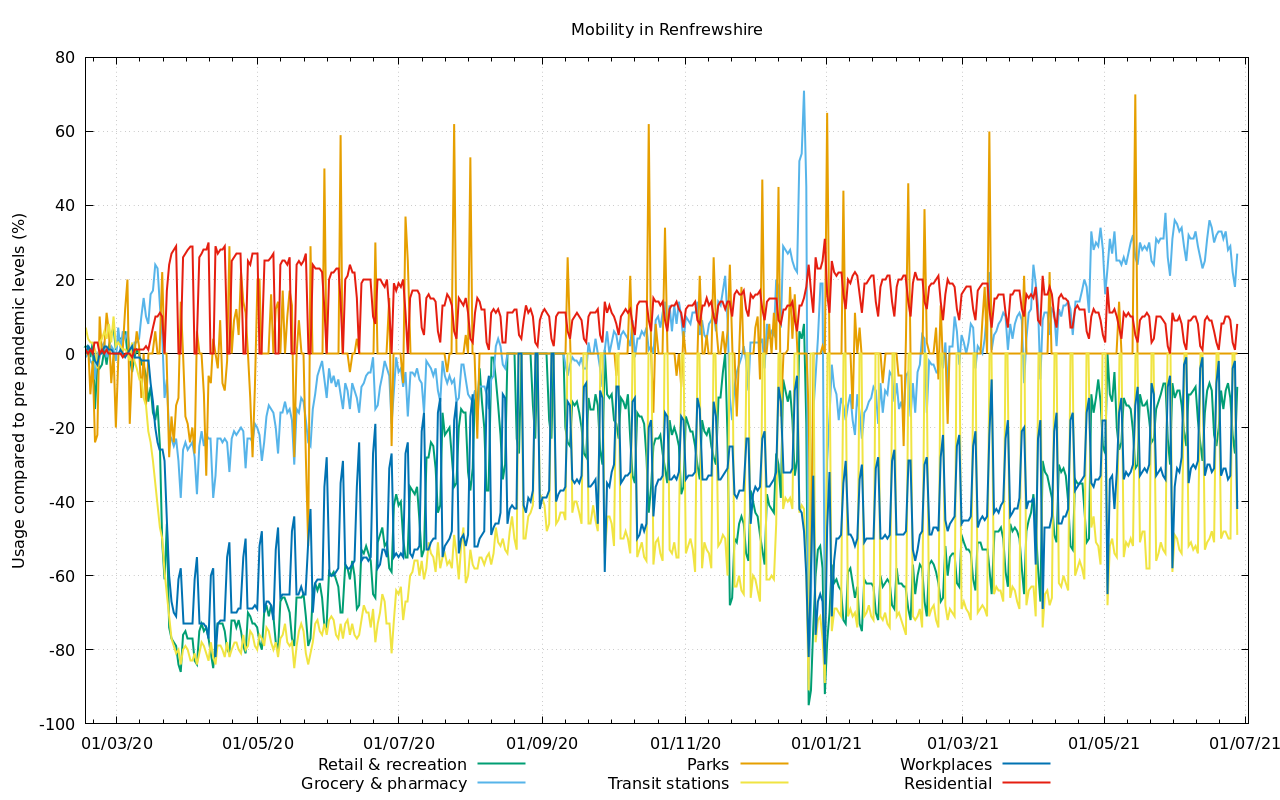 Mobility in Renfrewshire
Usage compared to pre pandemic levels (%)
80
60
40
20
0
-20
-40
-60
-80
-100
01/03/20 01/05/20 01/07/20 01/09/20 01/11/20 01/01/21 01/03/21 01/05/21 01/07/21
Retail & recreation Parks Workplaces
Grocery & pharmacy Transit stations Residential